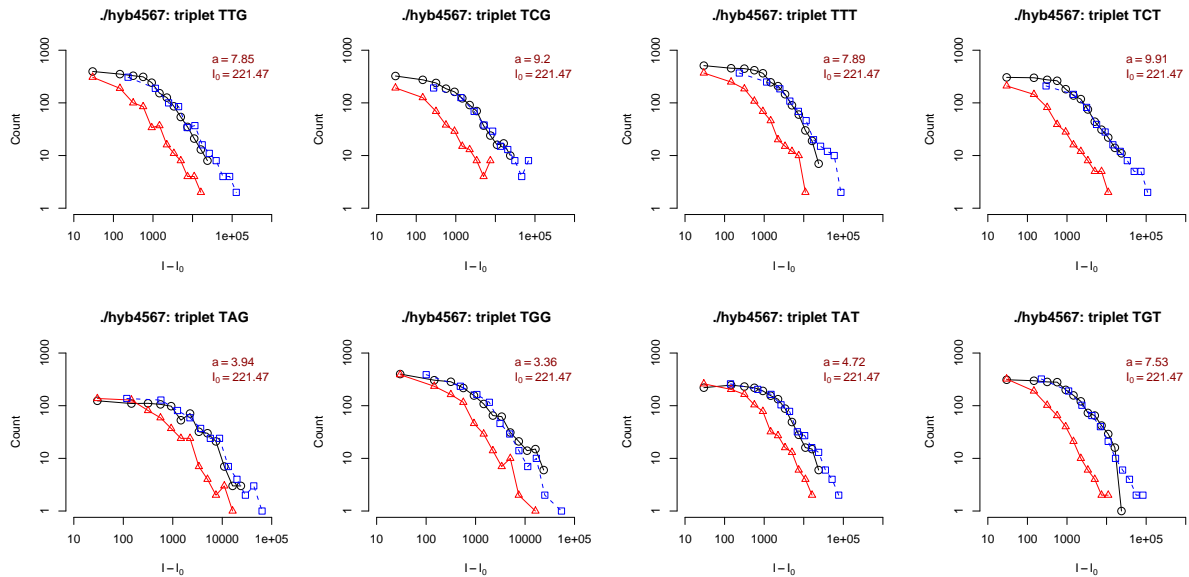 ./hyb4567: triplet TTG
a = 7.85
I0 = 221.47
1000
100
10
1
Count
10 100 1000 1e+05
I − I0
./hyb4567: triplet TCG
a = 9.2
I0 = 221.47
1000
100
10
1
Count
10 100 1000 1e+05
I − I0
./hyb4567: triplet TTT
a = 7.89
I0 = 221.47
1000
100
10
1
Count
10 100 1000 1e+05
I − I0
./hyb4567: triplet TCT
a = 9.91
I0 = 221.47
1000
100
10
1
Count
10 100 1000 1e+05
I − I0
./hyb4567: triplet TAG
a = 3.94
I0 = 221.47
1000
100
10
1
Count
10 100 1000 10000 1e+05
I − I0
./hyb4567: triplet TGG
a = 3.36
I0 = 221.47
1000
100
10
1
Count
10 100 1000 10000
I − I0
./hyb4567: triplet TAT
a = 4.72
I0 = 221.47
1000
100
10
1
Count
10 100 1000 1e+05
I − I0
./hyb4567: triplet TGT
a = 7.53
I0 = 221.47
1000
100
10
1
Count
10 100 1000 1e+05
I − I0